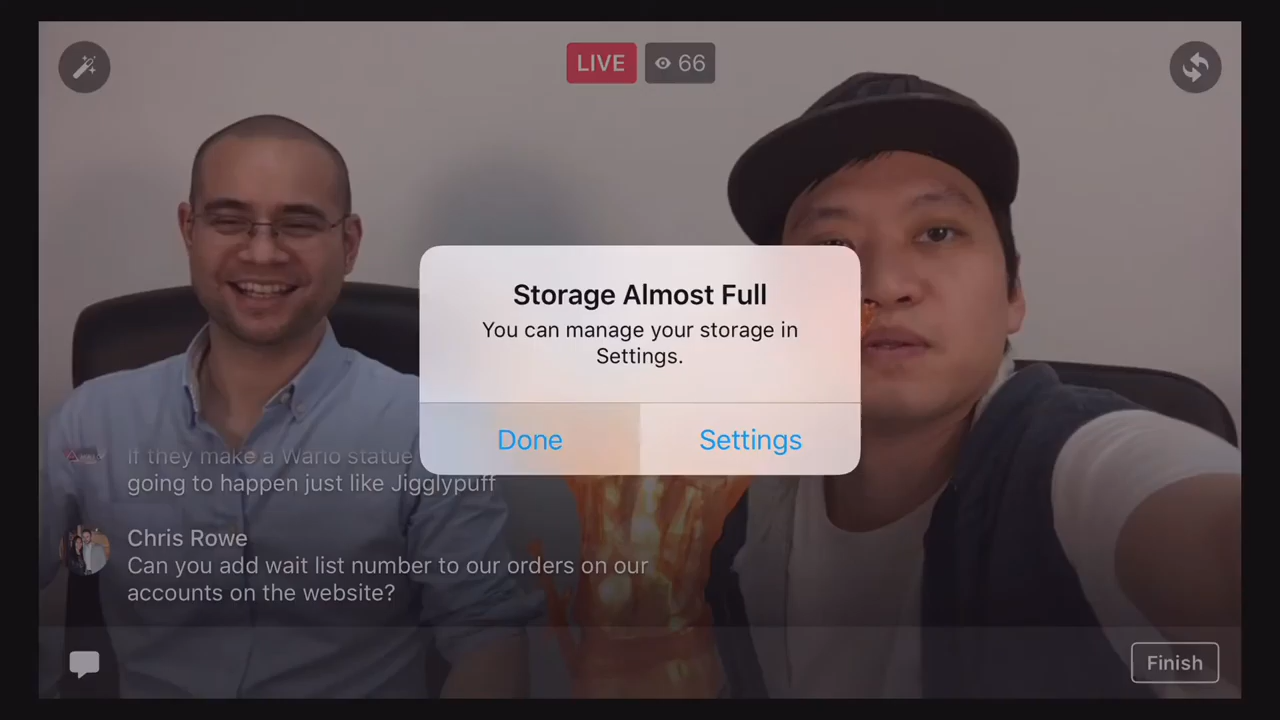 LIVE 66
Storage Almost Full
You can manage your storage in
Settings.
Done Settings
If they make a Wario statue
going to happen just like Jigglypuff
Chris Rowe
Can you add wait list number to our orders on our
accounts on the website?
Finish